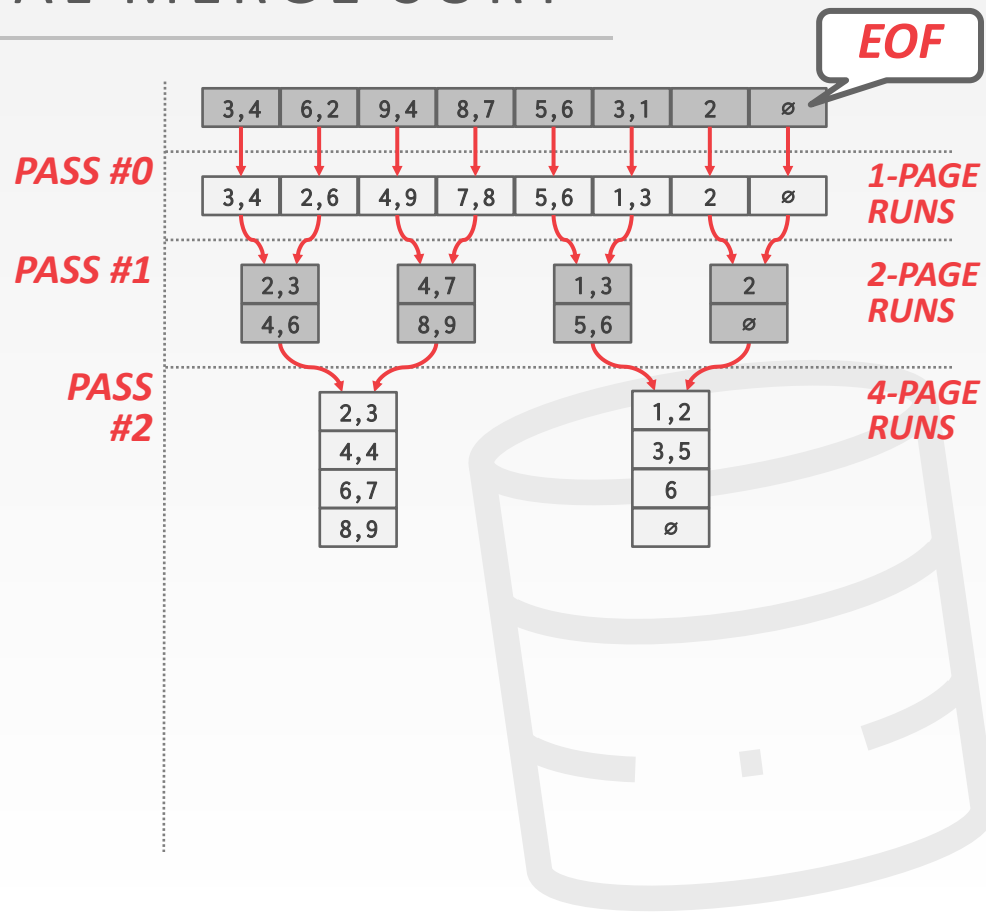 EOF
3,4 6,2 9,4 8,7 5,6 3,1 2 ∅
PASS #0
3,4 2,6 4,9 7,8 5,6 1,3 2 ∅
1-PAGE
RUNS
PASS #1
2,3 4,7 1,3 2
4,6 8,9 5,6 ∅
2-PAGE
RUNS
PASS
#2
2,3 1,2
4,4 3,5
6,7 6
8,9 ∅
4-PAGE
RUNS